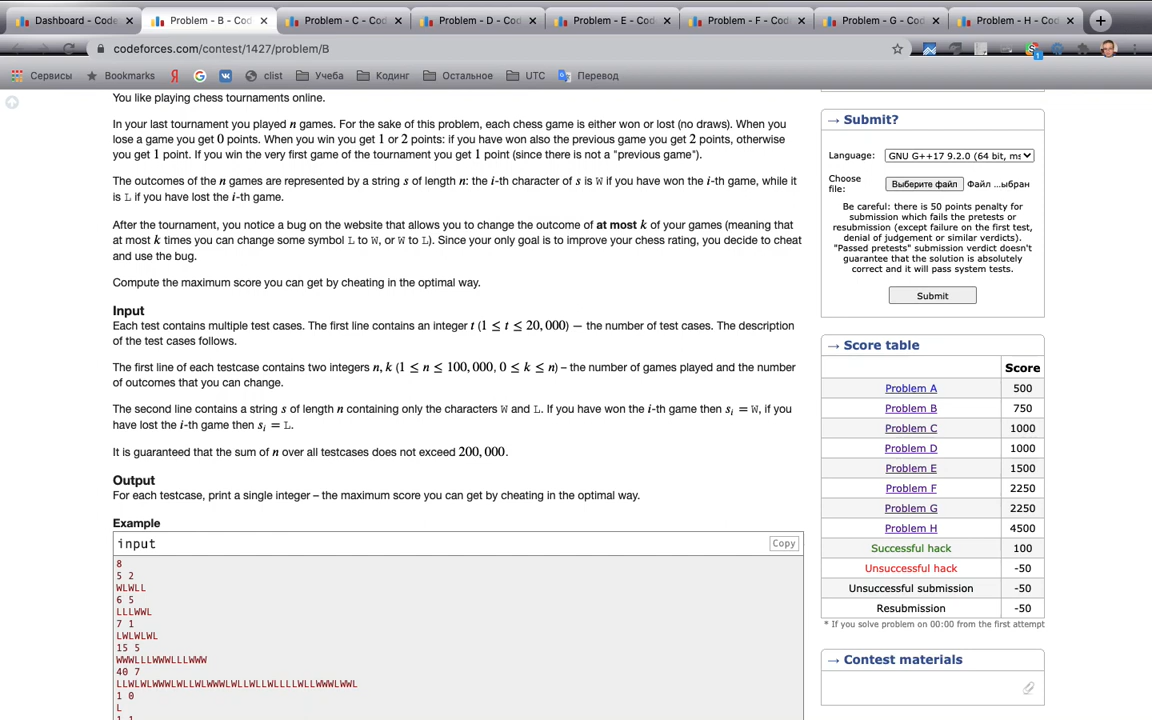 Dashboard - Codef
Problem - B - Cod
Problem - C - Cod
Problem - D - Cod
Problem - E - Cod
Problem - F - Cod
Problem - G - Cod
Problem - H - Cod
codeforces.com/contest/1427/problem/B
Сервисы
Bookmarks
clist
Учеба
Кодинг
Остальное
UTC
Перевод
You like playing chess tournaments online.
In your last tournament you played n games. For the sake of this problem, each chess game is either won or lost (no draws). When you
lose a game you get 0 points. When you win you get 1 or 2 points: if you have won also the previous game you get 2 points, otherwise
you get 1 point. If you win the very first game of the tournament you get 1 point (since there is not a "previous game").
The outcomes of the n games are represented by a string s of length n: the i-th character of s is W if you have won the i-th game, while it
is L if you have lost the i-th game.
After the tournament, you notice a bug on the website that allows you to change the outcome of at most k of your games (meaning that
at most k times you can change some symbol L to W, or W to L). Since your only goal is to improve your chess rating, you decide to cheat
and use the bug.
Compute the maximum score you can get by cheating in the optimal way.
Input
Each test contains multiple test cases. The first line contains an integer t (1 ≤ t ≤ 20,000) — the number of test cases. The description
of the test cases follows.
The first line of each testcase contains two integers n, k (1 ≤ n ≤ 100,000, 0 ≤ k ≤ n) – the number of games played and the number
of outcomes that you can change.
The second line contains a string s of length n containing only the characters W and L. If you have won the i-th game then sᵢ = W, if you
have lost the i-th game then sᵢ = L.
It is guaranteed that the sum of n over all testcases does not exceed 200,000.
Output
For each testcase, print a single integer – the maximum score you can get by cheating in the optimal way.
Example
input
Copy
8
5 2
WLWLL
6 5
LLLWWL
7 1
LWLWLWL
15 5
WWWLLLWWWLLLWWW
40 7
LLWLWLWWWLWLLWLWWWLWLLWLLWLLLLWLLWWWLWWL
1 0
L
1 1
→ Submit?
Language:
GNU G++17 9.2.0 (64 bit, ms
Choose
file:
Выберите файл
Файл ...ыбран
Be careful: there is 50 points penalty for
submission which fails the pretests or
resubmission (except failure on the first test,
denial of judgement or similar verdicts).
"Passed pretests" submission verdict doesn't
guarantee that the solution is absolutely
correct and it will pass system tests.
Submit
→ Score table
Score
Problem A 500
Problem B 750
Problem C 1000
Problem D 1000
Problem E 1500
Problem F 2250
Problem G 2250
Problem H 4500
Successful hack 100
Unsuccessful hack -50
Unsuccessful submission -50
Resubmission -50
* If you solve problem on 00:00 from the first attempt
→ Contest materials